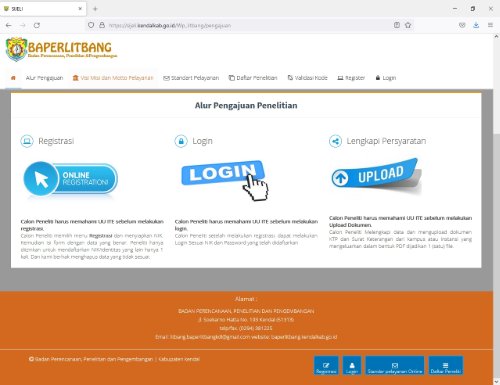 SIJELI
https://sijeli.kendalkab.go.id/lifp_litbang/pengajuan
BAPERLITBANG
Badan Perencanaan, Penelitian &Pengembangan
Alur Pengajuan
Visi Misi dan Motto Pelayanan
Standart Pelayanan
Daftar Penelitian
Validasi Kode
Register
Login
Alur Pengajuan Penelitian
Registrasi
Login
Lengkapi Persyaratan
ONLINE
REGISTRATION!
LOGIN
UPLOAD
Calon Peneliti harus memahami UU ITE sebelum melakukan
registrasi.
Calon Peneliti memilih menu Registrasi dan menyiapkan NIK.
Kemudian isi form dengan data yang benar. Peneliti hanya
diizinkan untuk mendaftarkan NIK/identitas yang lain hanya 1
kali. Dan kami berhak menghapus data yang tidak sesuai.
Calon Peneliti harus memahami UU ITE sebelum melakukan
login.
Calon Peneliti setelah melakukan registrasi dapat melakukan
Login Sesuai NIK dan Password yang telah didaftarkan
Calon Peneliti harus memahami UU ITE sebelum melakukan
Upload Dokumen.
Calon Peneliti Melengkapi data dan mengupload dokumen
KTP dan Surat Keterangan dari kampus atau Instansi yang
mengeluarkan dalam bentuk PDF dijadikan 1 (satu) file.
Alamat :
BADAN PERENCANAAN, PENELITIAN DAN PENGEMBANGAN
Jl. Soekarno Hatta No. 193 Kendal (51313)
telp/fax. (0294) 381225
Email: litbang.baperlitbangkdl@gmail.com website: baperlitbang.kendalkab.go.id
© Badan Perencanaan, Penelitian dan Pengembangan | Kabupaten Kendal
Registrasi
Login
Standar pelayanan Online
Daftar Peneliti